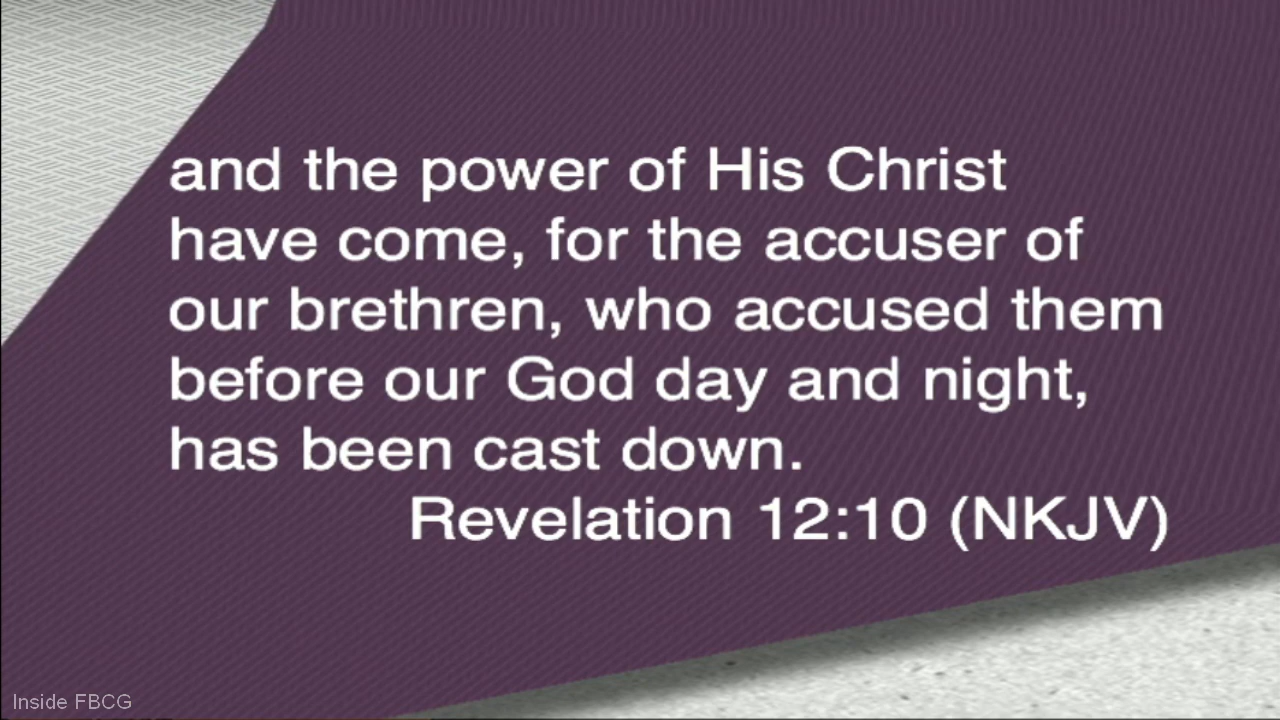 and the power of His Christ
have come, for the accuser of
our brethren, who accused them
before our God day and night,
has been cast down.
Revelation 12:10 (NKJV)
Inside FBCG